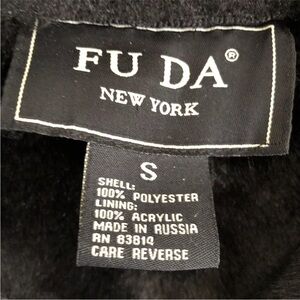 FU DA®
NEW YORK
S
SHELL:
100% POLYESTER
LINING:
100% ACRYLIC
MADE IN RUSSIA
RN 83814
CARE REVERSE